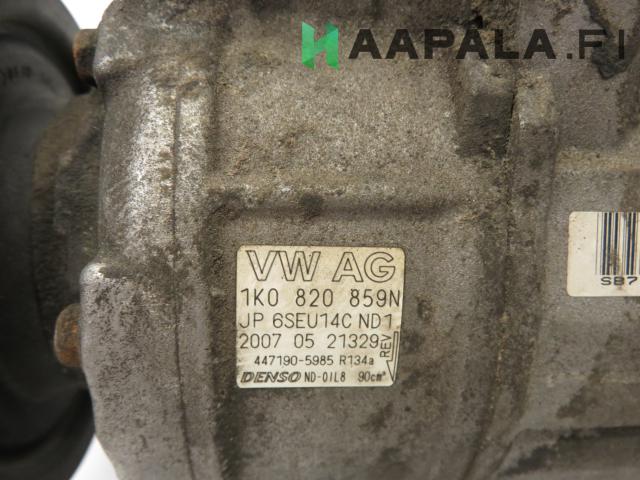 HAAPALA.FI
VW AG
1K0 820 859N
JP 6SEU14C ND1
2007 05 21329
REV
447190-5985 R134a
DENSO ND-OIL8 90cm³
SB7